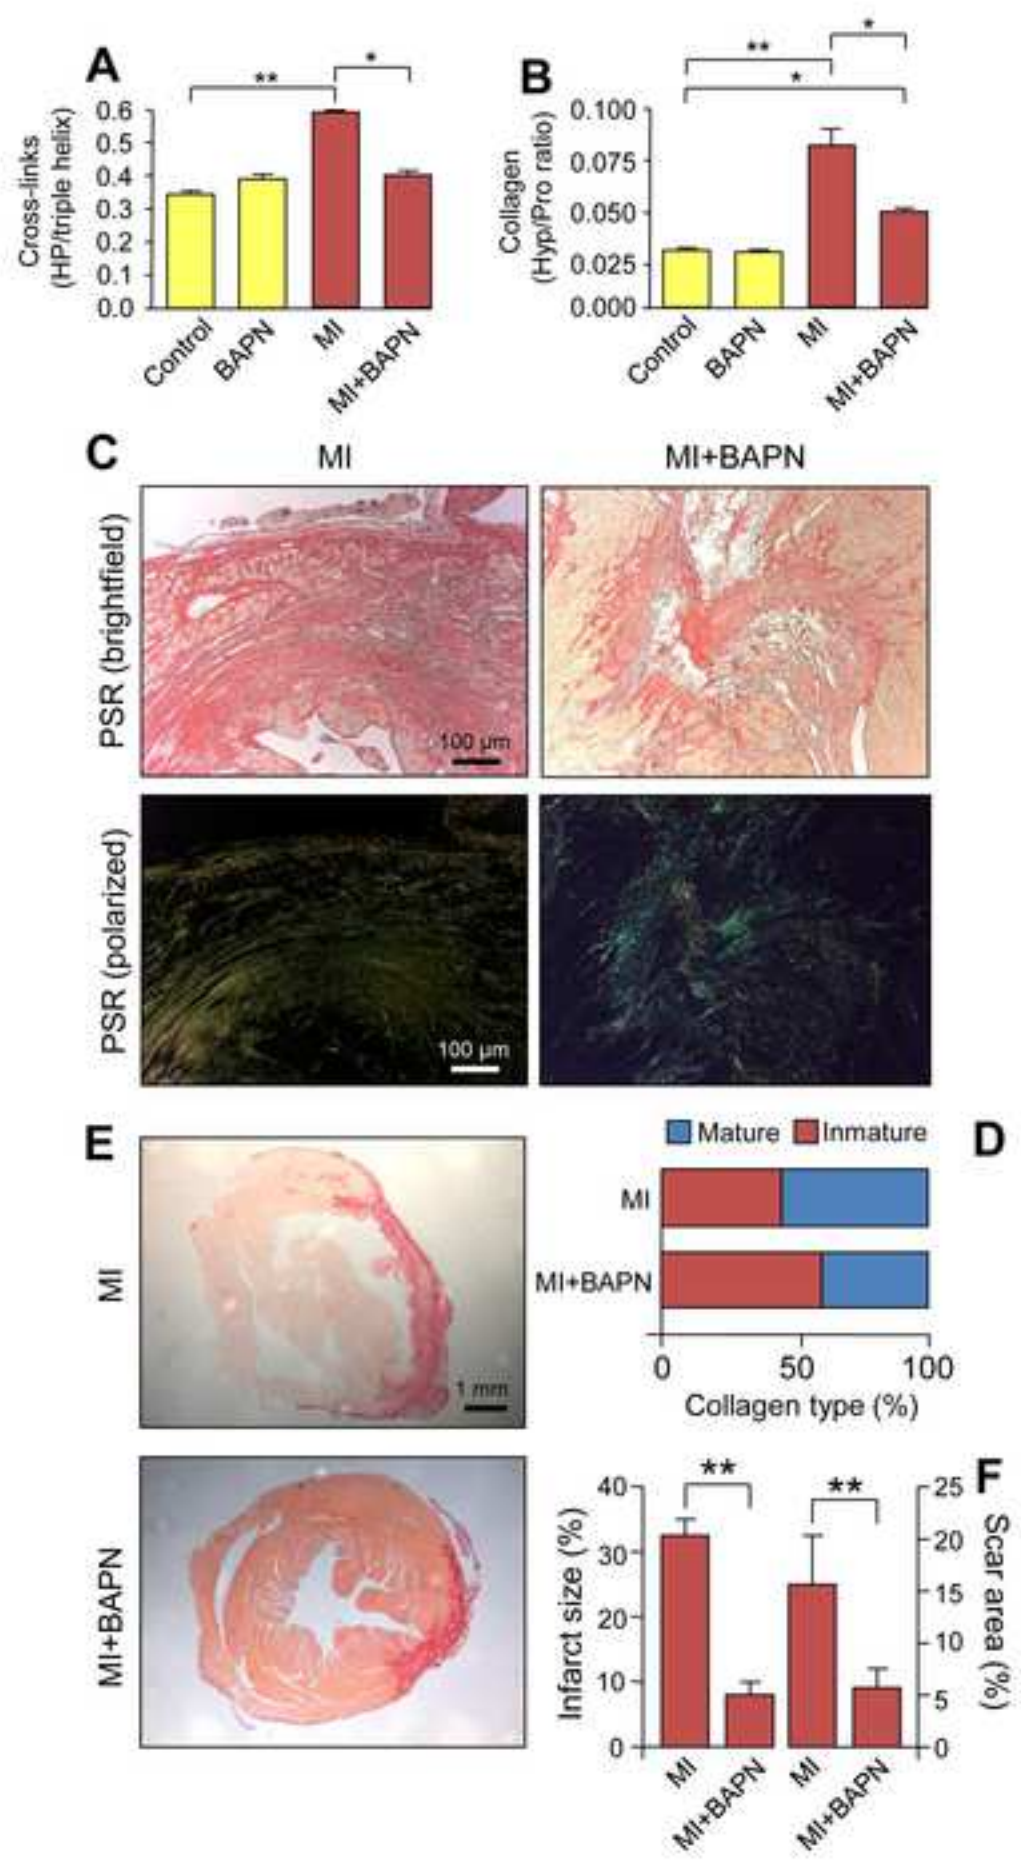 A
**
*
Cross-links
(HP/triple helix)
0.6
0.5
0.4
0.3
0.2
0.1
0.0
Control
BAPN
MI
MI+BAPN
B
*
**
*
Collagen
(Hyp/Pro ratio)
0.100
0.075
0.050
0.025
0.000
Control
BAPN
MI
MI+BAPN
C
MI
MI+BAPN
PSR (brightfield)
100 µm
PSR (polarized)
100 µm
E
MI
1 mm
MI+BAPN
Mature
Inmature
D
MI
MI+BAPN
0
50
100
Collagen type (%)
F
**
**
Infarct size (%)
40
30
20
10
0
Scar area (%)
25
20
15
10
5
0
MI
MI+BAPN
MI
MI+BAPN